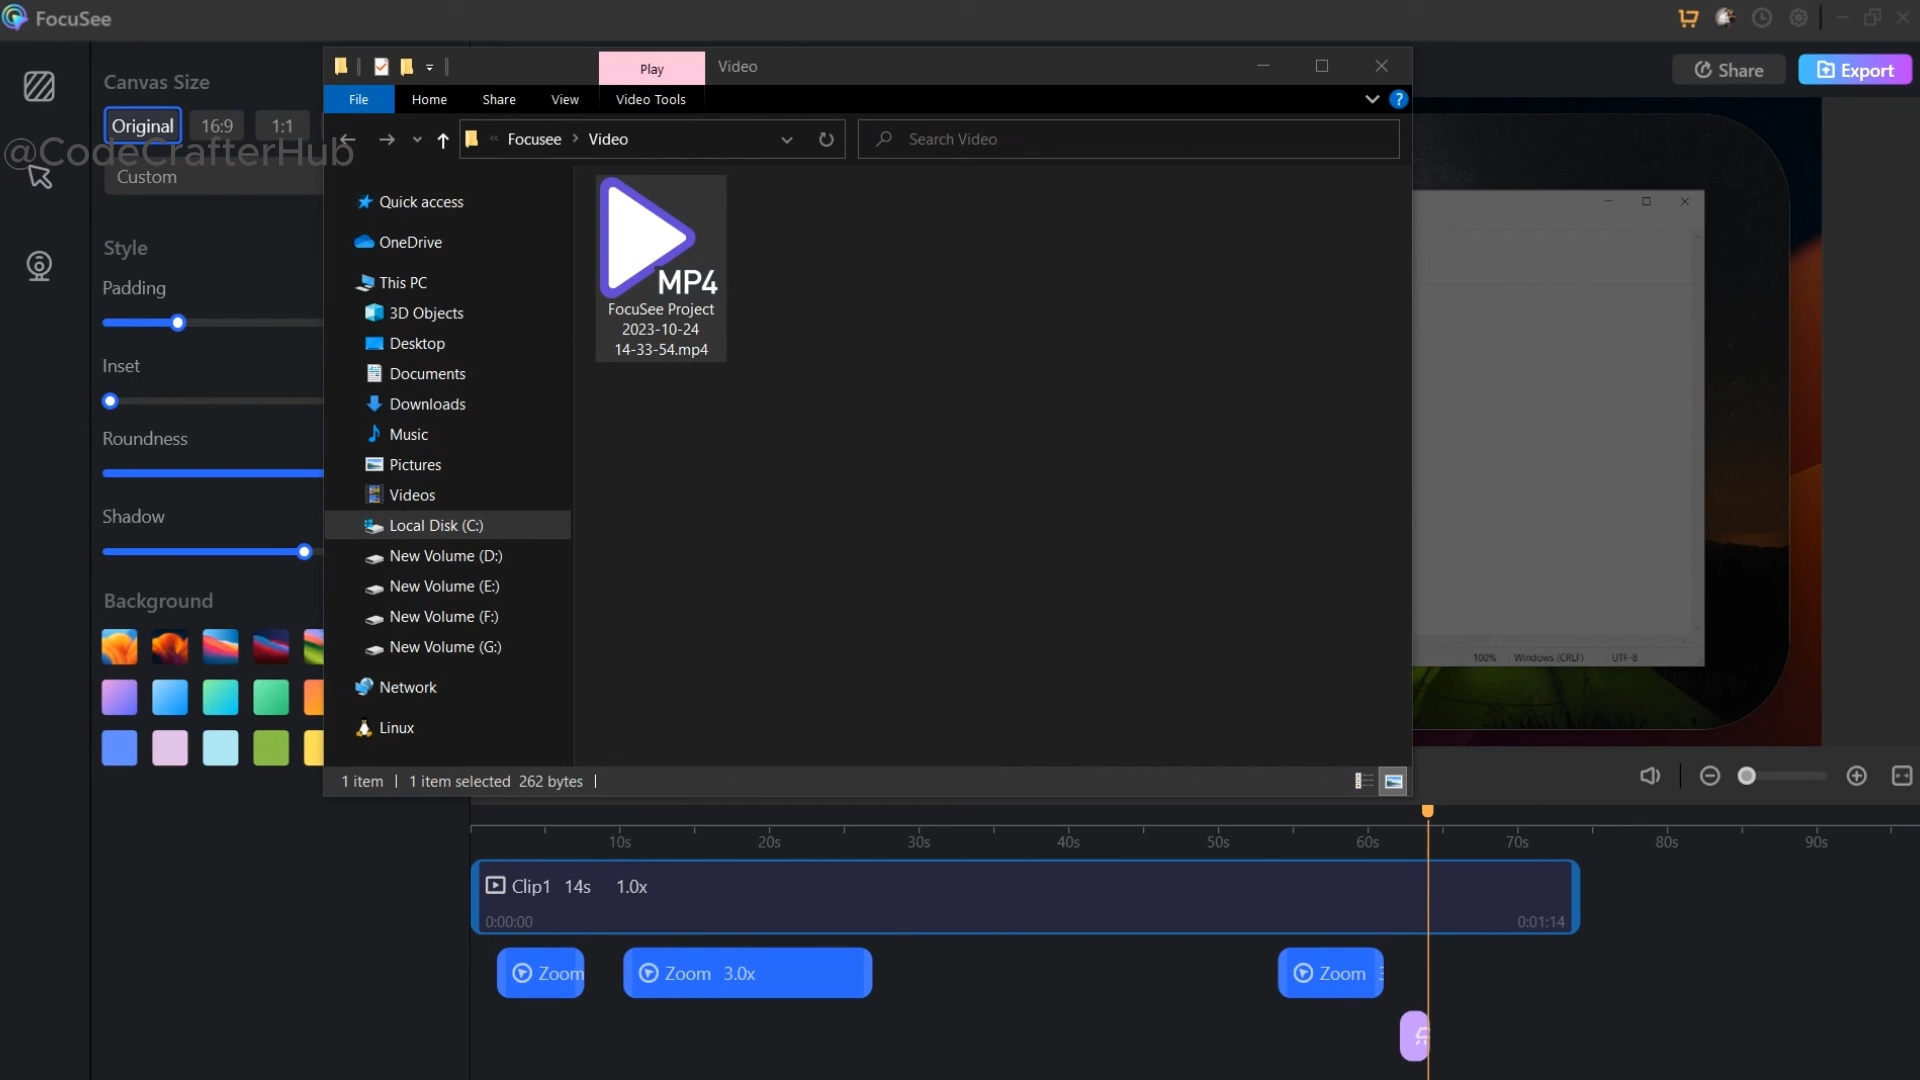 FocuSee
Share
Export
Canvas Size
Original
16:9
1:1
@CodeCrafterHub
Custom
Style
Padding
Inset
Roundness
Shadow
Background
Play
Video
File
Home
Share
View
Video Tools
?
« Focusee > Video
Search Video
Quick access
OneDrive
This PC
3D Objects
Desktop
Documents
Downloads
Music
Pictures
Videos
Local Disk (C:)
New Volume (D:)
New Volume (E:)
New Volume (F:)
New Volume (G:)
Network
Linux
MP4
FocuSee Project
2023-10-24
14-33-54.mp4
1 item | 1 item selected 262 bytes |
100%
Windows (CRLF)
UTF-8
10s
20s
30s
40s
50s
60s
70s
80s
90s
Clip1 14s 1.0x
0:00:00
0:01:14
Zoom
Zoom 3.0x
Zoom